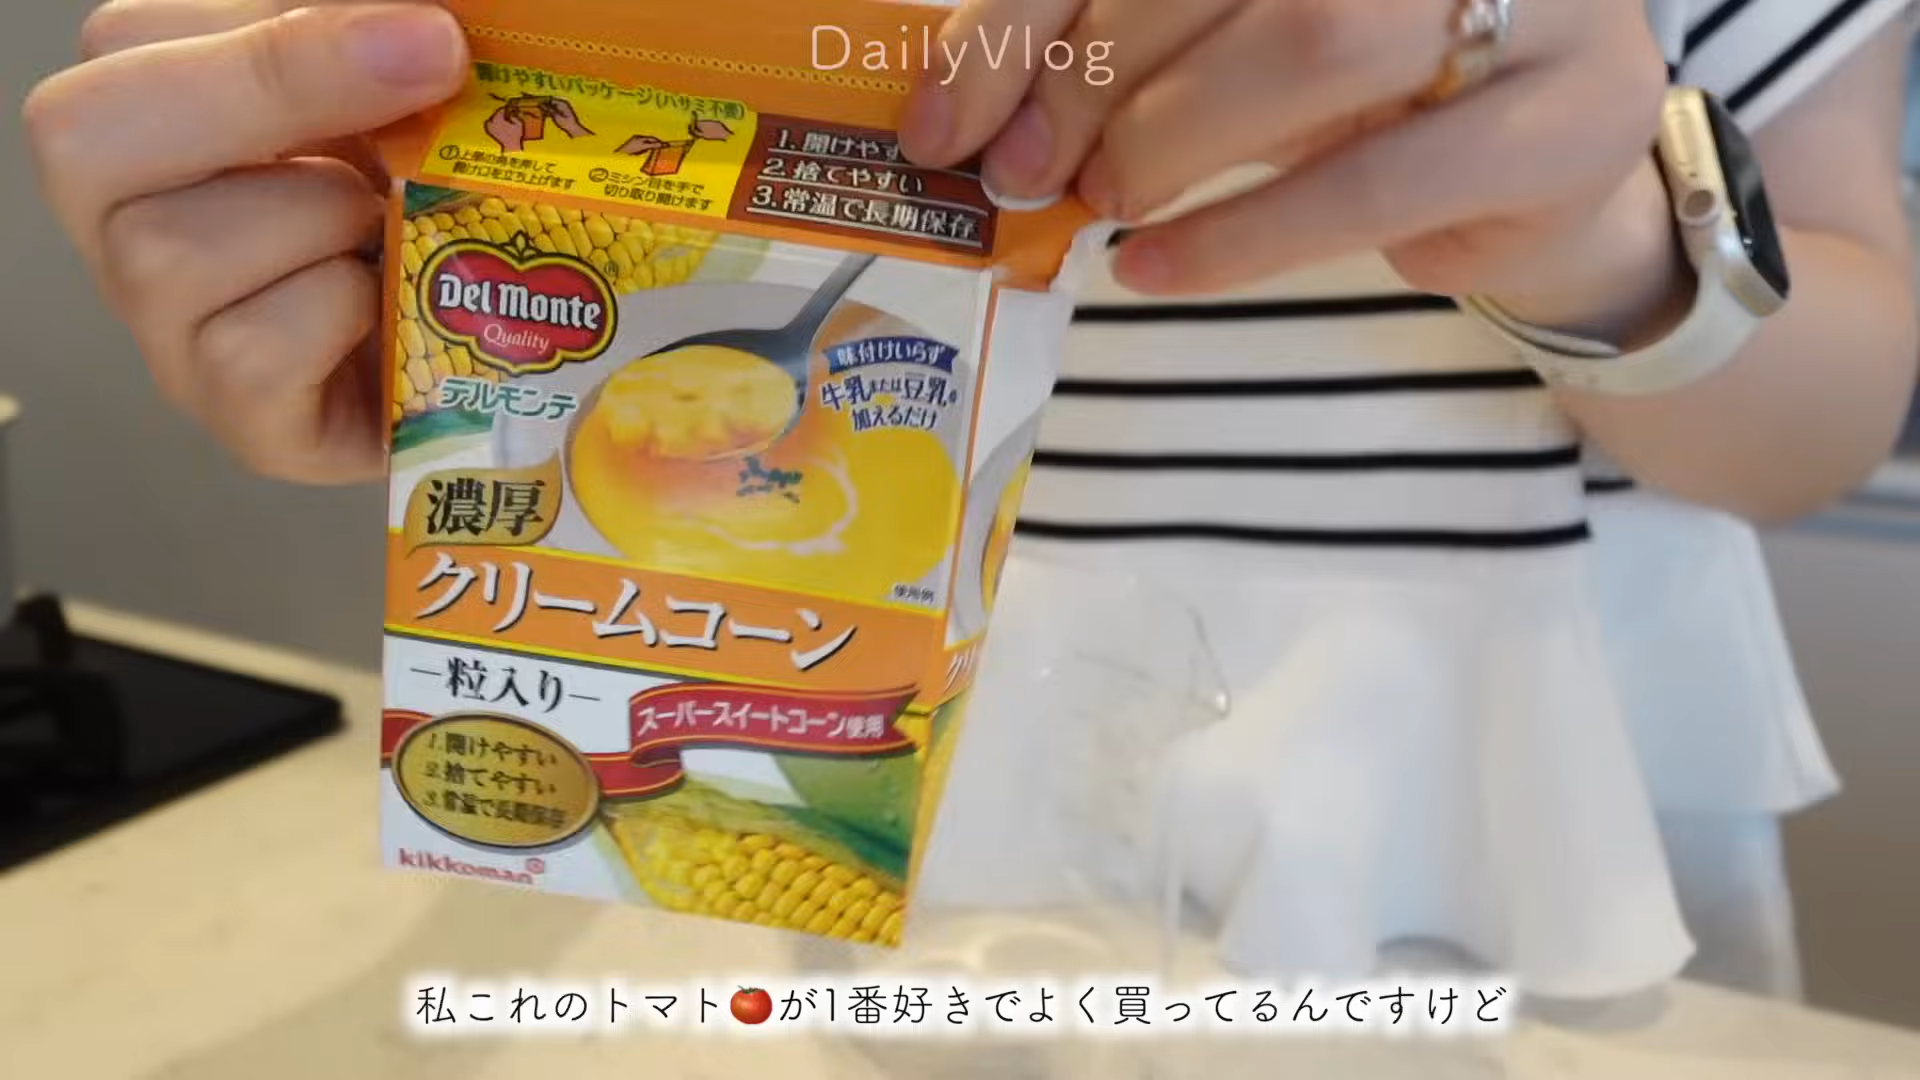 DailyVlog
開けやすいパッケージ(ハサミ不要)
①上部の角を押して
開け口を立ち上げます
②ミシン目を手で
切り取り開けます
1. 開けやす
2. 捨てやすい
3. 常温で長期保存
Del Monte
Quality
デルモンテ
味付けいらず
牛乳または豆乳を
加えるだけ
濃厚
使用例
クリームコーン
クリ
ー粒入りー
スーパースイートコーン使用
1. 開けやすい
2. 捨てやすい
3. 常温で長期保存
kikkoman
私これのトマト🍅が1番好きでよく買ってるんですけど